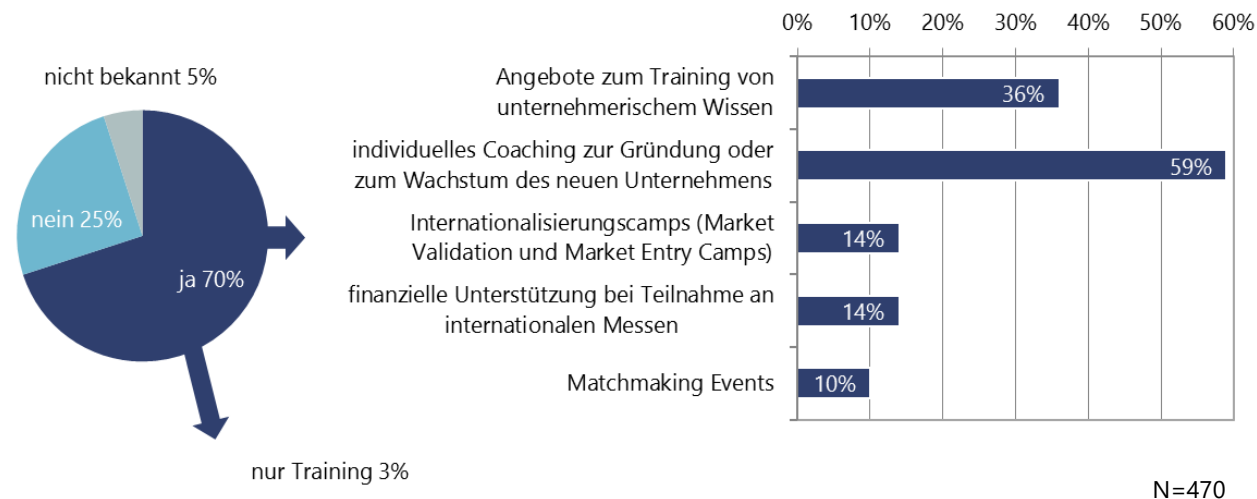 0% 10% 20% 30% 40% 50% 60%
nicht bekannt 5%
nein 25%
ja 70%
nur Training 3%
Angebote zum Training von
unternehmerischem Wissen
36%
individuelles Coaching zur Gründung oder
zum Wachstum des neuen Unternehmens
59%
Internationalisierungscamps (Market
Validation und Market Entry Camps)
14%
finanzielle Unterstützung bei Teilnahme an
internationalen Messen
14%
Matchmaking Events
10%
N=470